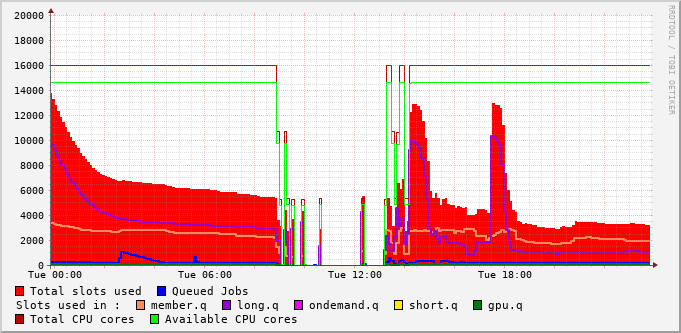 20000
18000
16000
14000
12000
10000
8000
6000
4000
2000
0
Tue 00:00 Tue 06:00 Tue 12:00 Tue 18:00
Total slots used Queued Jobs
Slots used in : member.q long.q ondemand.q short.q gpu.q
Total CPU cores Available CPU cores
RRDTOOL / TOBI OETIKER